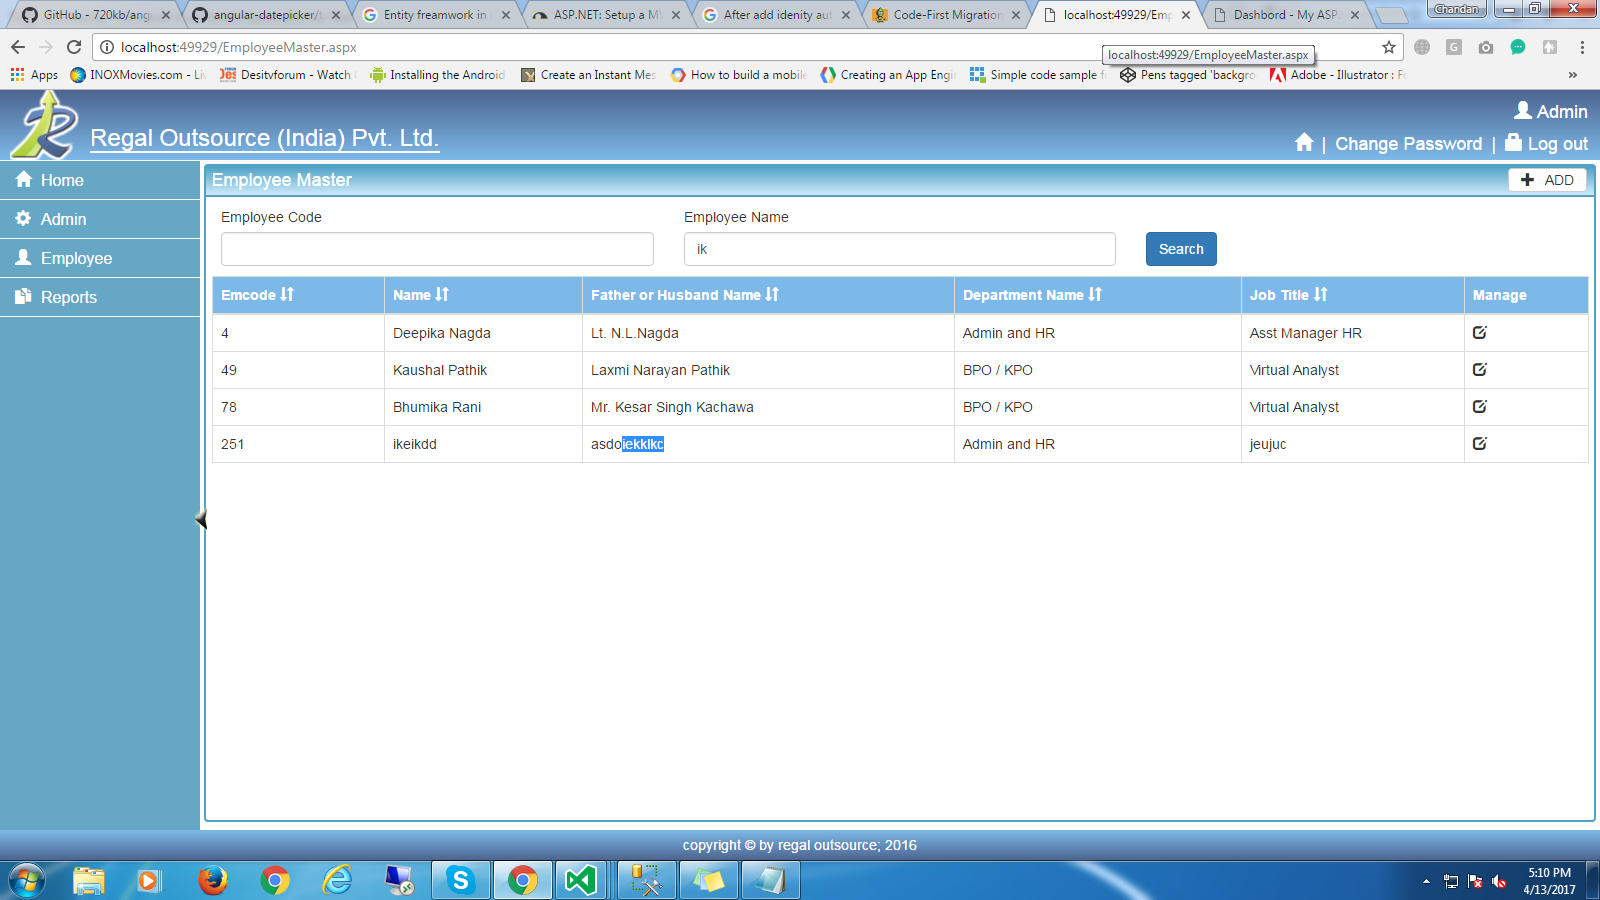 GitHub - 720kb/ang
angular-datepicker/
Entity freamwork in
ASP.NET: Setup a M
After add idenity aut
Code-First Migration
localhost:49929/Emp
Dashbord - My ASP.
Chandan
localhost:49929/EmployeeMaster.aspx
localhost:49929/EmployeeMaster.aspx
Apps
INOXMovies.com - Liv
Desitvforum - Watch
Installing the Android
Create an Instant Mes
How to build a mobile
Creating an App Engi
Simple code sample f
Pens tagged 'backgro
Adobe - Illustrator : Fo
»
Regal Outsource (India) Pvt. Ltd.
Admin
| Change Password | Log out
Home
Admin
Employee
Reports
Employee Master
ADD
Employee Code
Employee Name
ik
Search
Emcode Name Father or Husband Name Department Name Job Title Manage
4 Deepika Nagda Lt. N.L.Nagda Admin and HR Asst Manager HR
49 Kaushal Pathik Laxmi Narayan Pathik BPO / KPO Virtual Analyst
78 Bhumika Rani Mr. Kesar Singh Kachawa BPO / KPO Virtual Analyst
251 ikeikdd asdoiekklkc Admin and HR jeujuc
copyright © by regal outsource; 2016
5:10 PM
4/13/2017